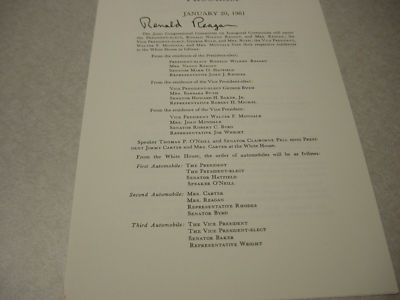 PROGRAM
JANUARY 20, 1981
Ronald Reagan
The Joint Congressional Committee on Inaugural Ceremonies will escort
the President-elect, Ronald Wilson Reagan, and Mrs. Reagan, the
Vice President-elect, George Bush, and Mrs. Bush, the Vice President,
Walter F. Mondale, and Mrs. Mondale from their respective residences
to the White House as follows:
From the residence of the President-elect:
President-elect Ronald Wilson Reagan
Mrs. Nancy Reagan
Senator Mark O. Hatfield
Representative John J. Rhodes
From the residence of the Vice President-elect:
Vice President-elect George Bush
Mrs. Barbara Bush
Senator Howard H. Baker, Jr.
Representative Robert H. Michel
From the residence of the Vice President:
Vice President Walter F. Mondale
Mrs. Joan Mondale
Senator Robert C. Byrd
Representative Jim Wright
Speaker Thomas P. O'Neill and Senator Claiborne Pell with Presi-
dent Jimmy Carter and Mrs. Carter at the White House.
From the White House, the order of automobiles will be as follows:
First Automobile: The President
The President-elect
Senator Hatfield
Speaker O'Neill
Second Automobile: Mrs. Carter
Mrs. Reagan
Representative Rhodes
Senator Byrd
Third Automobile: The Vice President
The Vice President-elect
Senator Baker
Representative Wright